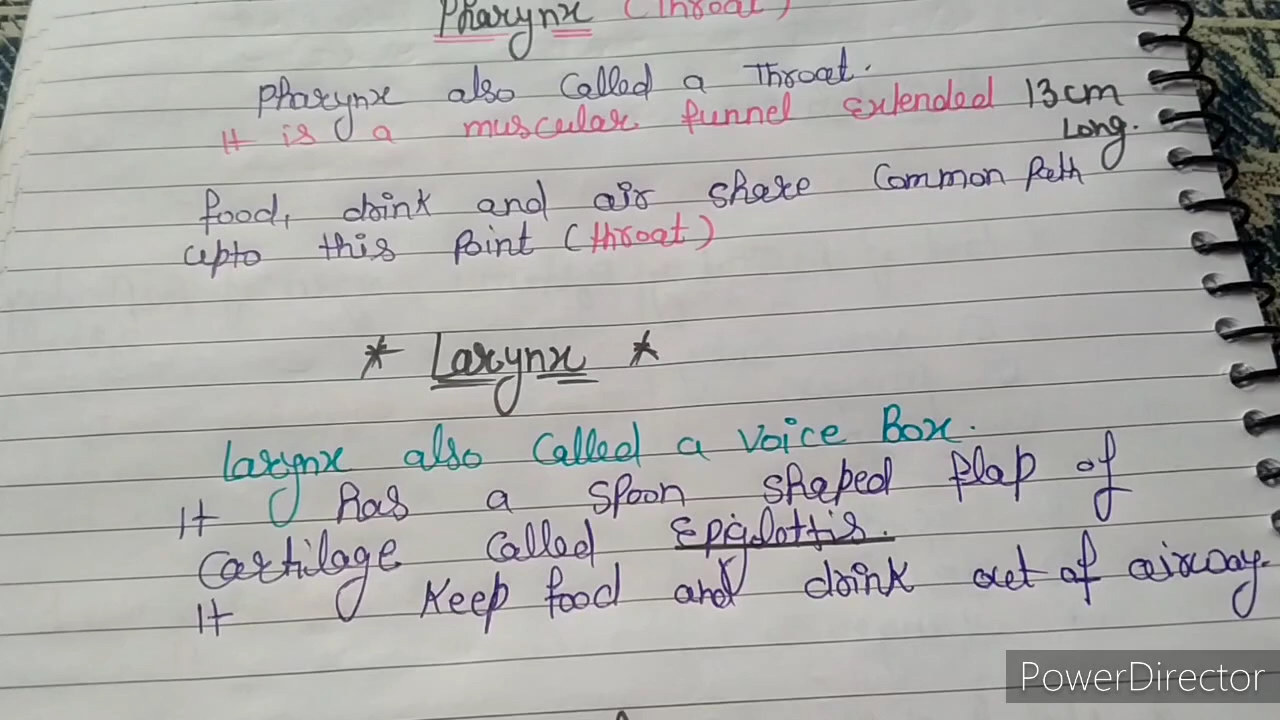 Pharynx (Throat)
Pharynx also called a Throat.
It is a muscular funnel extended 13cm
Long.
food, drink and air share Common Path
upto this Point (throat)
* Larynx *
Larynx also called a voice Box.
It has a spoon shaped flap of
Cartilage called Epiglottis.
It Keep food and drink out of airway.
PowerDirector